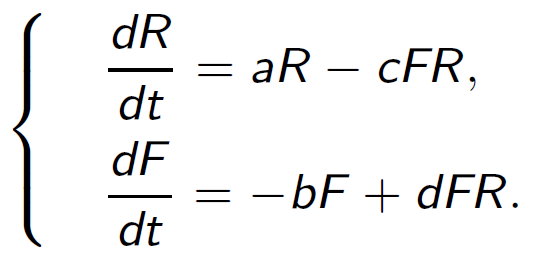 dR/dt = aR − cFR,
dF/dt = −bF + dFR.